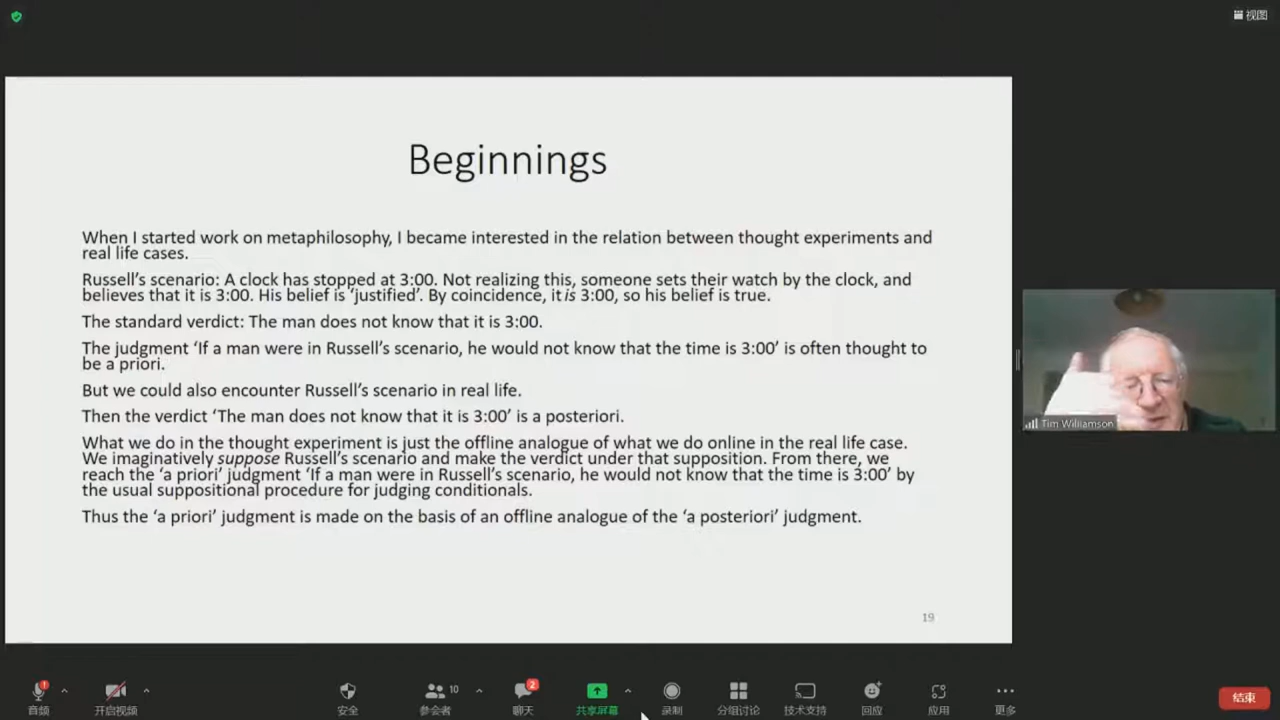 视图
Beginnings
When I started work on metaphilosophy, I became interested in the relation between thought experiments and
real life cases.
Russell's scenario: A clock has stopped at 3:00. Not realizing this, someone sets their watch by the clock, and
believes that it is 3:00. His belief is 'justified'. By coincidence, it is 3:00, so his belief is true.
The standard verdict: The man does not know that it is 3:00.
The judgment 'If a man were in Russell's scenario, he would not know that the time is 3:00' is often thought to
be a priori.
But we could also encounter Russell's scenario in real life.
Then the verdict 'The man does not know that it is 3:00' is a posteriori.
What we do in the thought experiment is just the offline analogue of what we do online in the real life case.
We imaginatively suppose Russell's scenario and make the verdict under that supposition. From there, we
reach the 'a priori' judgment 'If a man were in Russell's scenario, he would not know that the time is 3:00' by
the usual suppositional procedure for judging conditionals.
Thus the 'a priori' judgment is made on the basis of an offline analogue of the 'a posteriori' judgment.
19
Tim Williamson
10
2
音频
开启视频
安全
参会者
聊天
共享屏幕
录制
分组讨论
技术支持
回应
应用
更多
结束